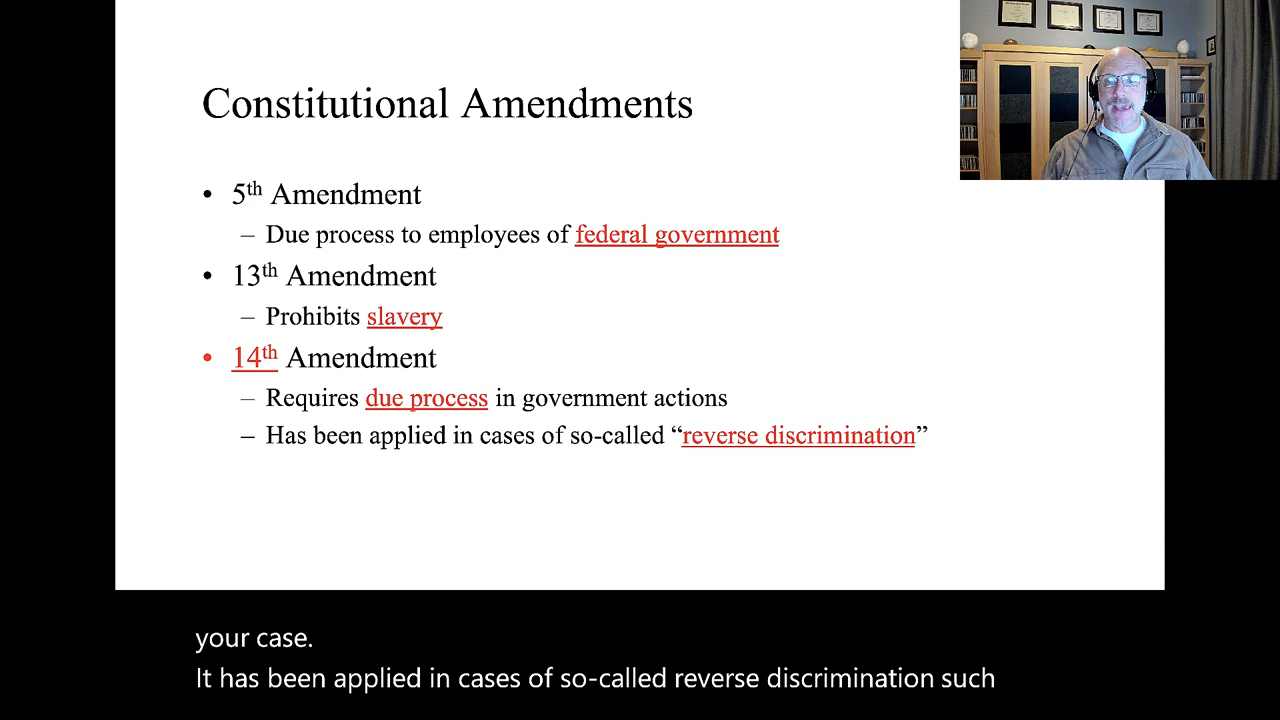 Constitutional Amendments
• 5th Amendment
– Due process to employees of federal government
• 13th Amendment
– Prohibits slavery
• 14th Amendment
– Requires due process in government actions
– Has been applied in cases of so-called “reverse discrimination”
your case.
It has been applied in cases of so-called reverse discrimination such